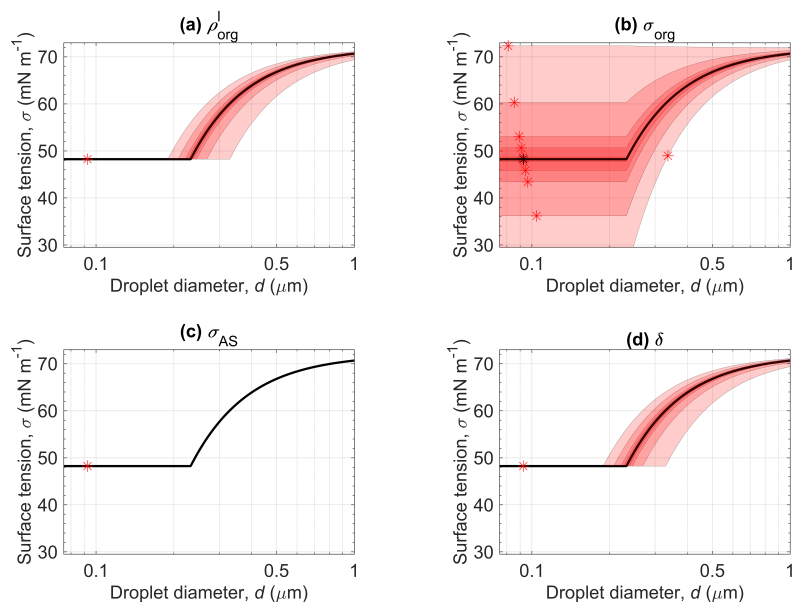 (a) ρ^l_org
70
60
50
40
30
0.1 0.5 1
Surface tension, σ (mN m⁻¹)
Droplet diameter, d (μm)
(b) σ_org
70
60
50
40
30
0.1 0.5 1
Surface tension, σ (mN m⁻¹)
Droplet diameter, d (μm)
(c) σ_AS
70
60
50
40
30
0.1 0.5 1
Surface tension, σ (mN m⁻¹)
Droplet diameter, d (μm)
(d) δ
70
60
50
40
30
0.1 0.5 1
Surface tension, σ (mN m⁻¹)
Droplet diameter, d (μm)